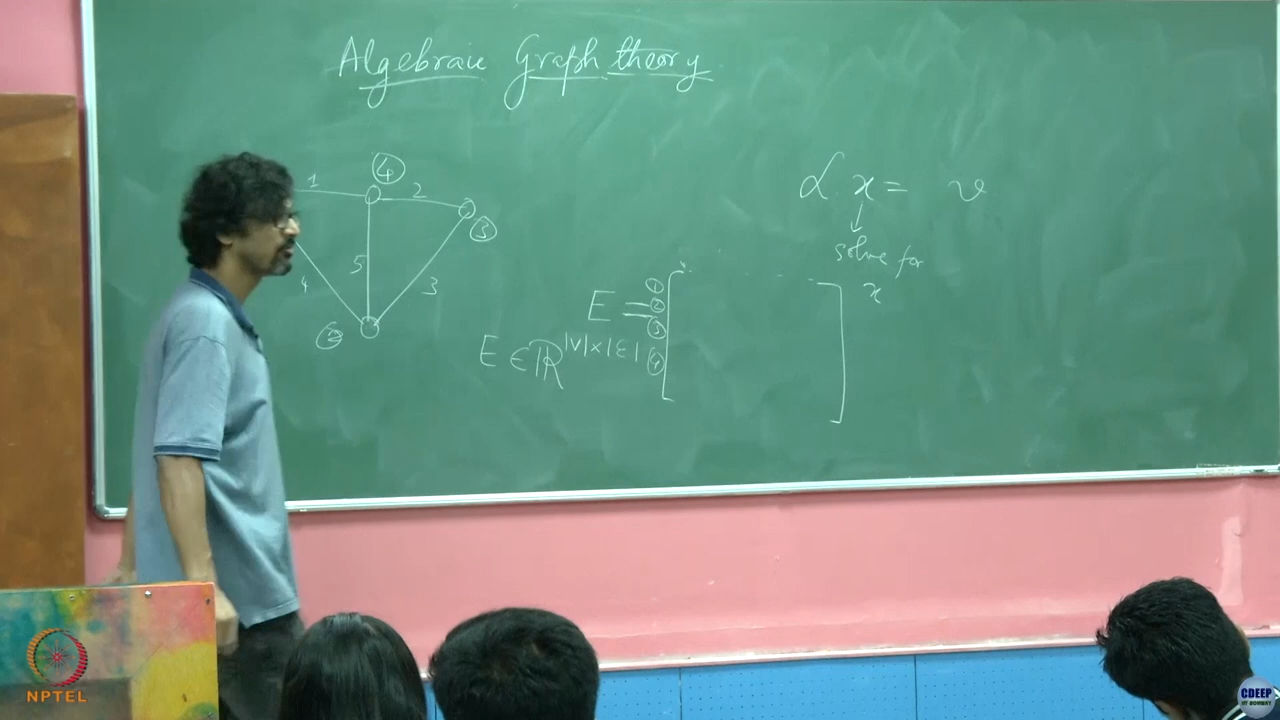 Algebraic Graph theory
1
④
2
③
5
4
3
②
L x = v
solve for
x
E =
①
②
③
④
E ∈ ℝ^|V|×|E|
NPTEL
CDEEP
IIT BOMBAY